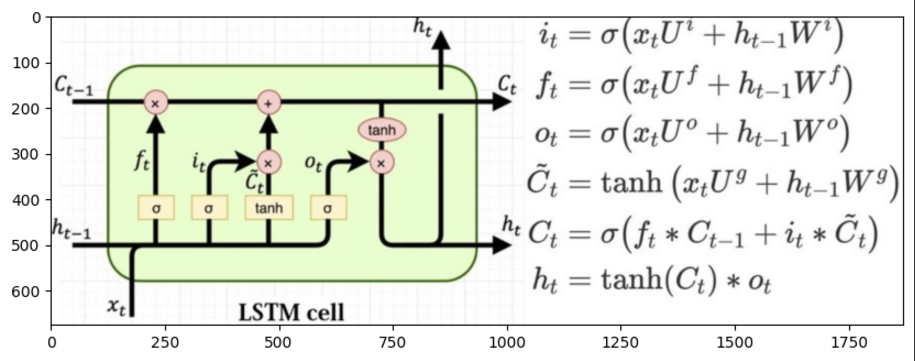 0
100
200
300
400
500
600
0 250 500 750 1000 1250 1500 1750
h_t
C_{t-1}
C_t
×
+
tanh
f_t
i_t
×
o_t
×
C̃_t
σ
σ
tanh
σ
h_{t-1}
h_t
x_t
LSTM cell
i_t = σ(x_t U^i + h_{t-1} W^i)
f_t = σ(x_t U^f + h_{t-1} W^f)
o_t = σ(x_t U^o + h_{t-1} W^o)
C̃_t = tanh (x_t U^g + h_{t-1} W^g)
C_t = σ(f_t * C_{t-1} + i_t * C̃_t)
h_t = tanh(C_t) * o_t